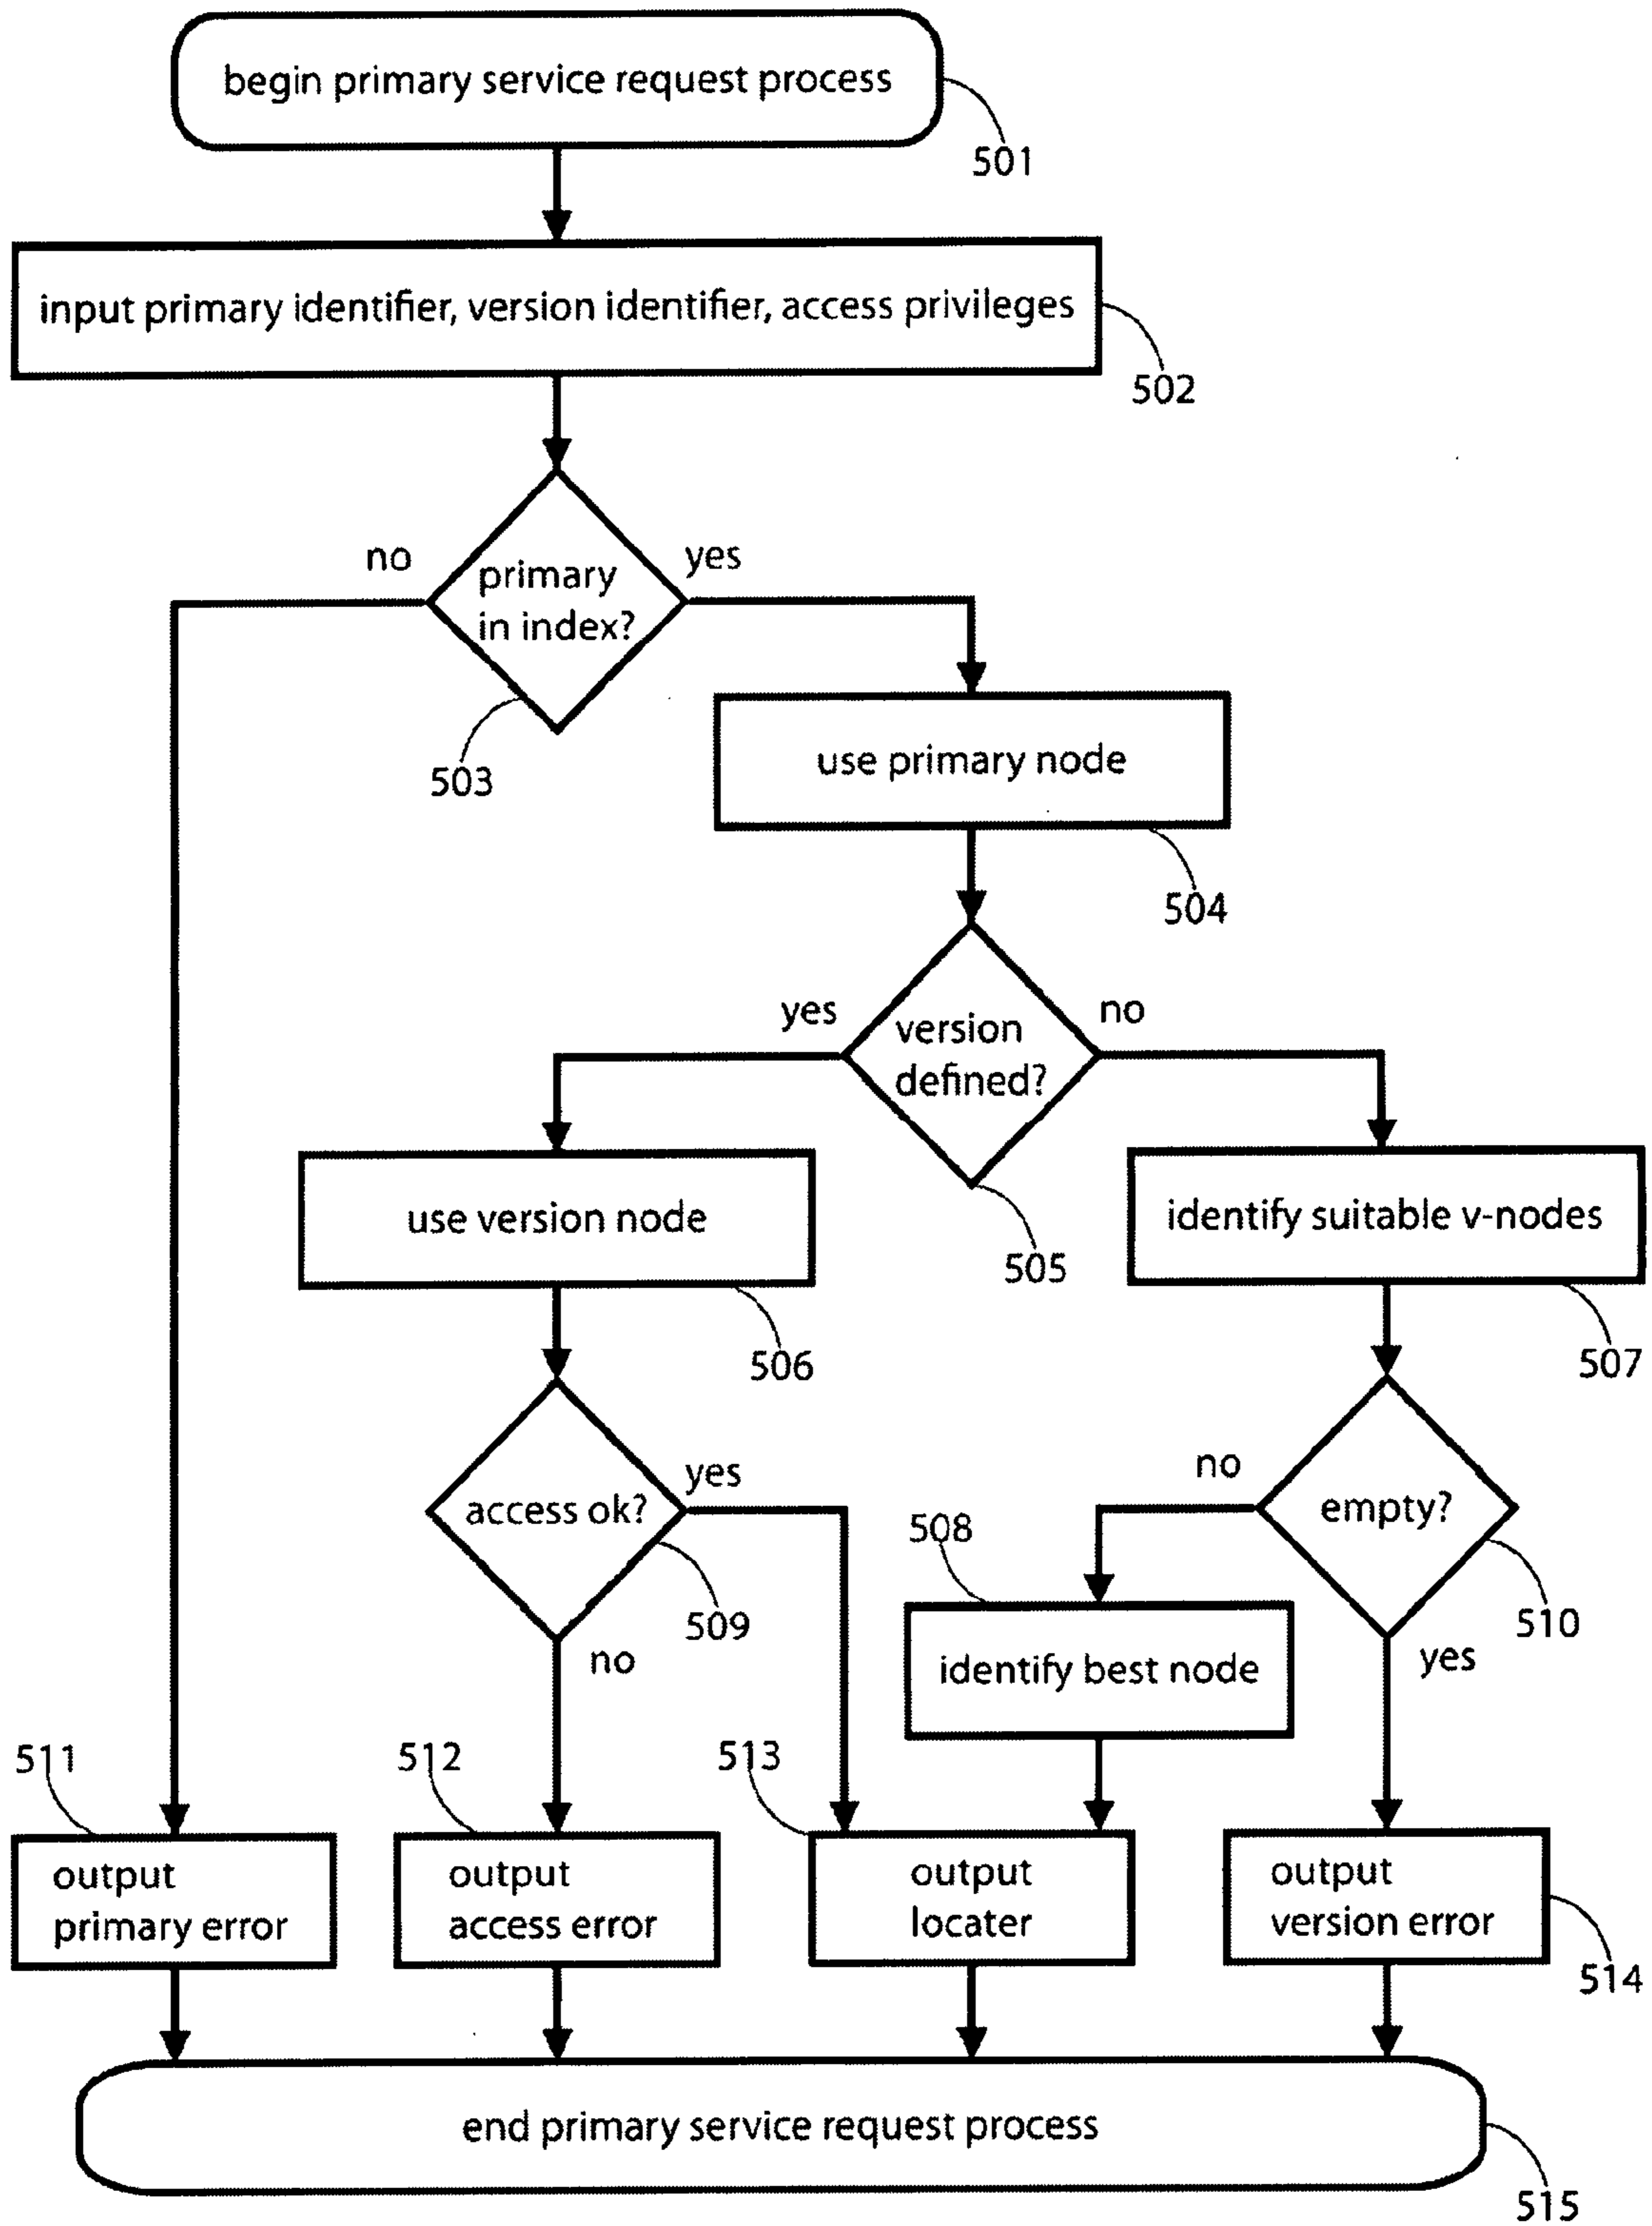 begin primary service request process
501
input primary identifier, version identifier, access privileges
502
no
yes
primary
in index?
503
use primary node
504
yes
no
version
defined?
505
use version node
506
identify suitable v-nodes
507
access ok?
yes
509
no
no
empty?
510
yes
508
identify best node
511
output
primary error
512
output
access error
513
output
locater
output
version error
514
end primary service request process
515